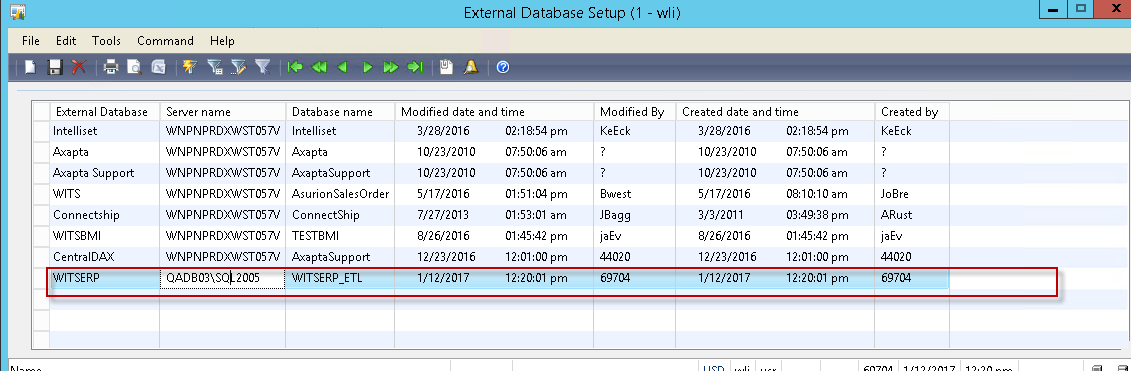 External Database Setup (1 - wli)
File Edit Tools Command Help
External Database Server name Database name Modified date and time Modified By Created date and time Created by
Intelliset WNPNPRDXWST057V Intelliset 3/28/2016 02:18:54 pm KeEck 3/28/2016 02:18:54 pm KeEck
Axapta WNPNPRDXWST057V Axapta 10/23/2010 07:50:06 am ? 10/23/2010 07:50:06 am ?
Axapta Support WNPNPRDXWST057V AxaptaSupport 10/23/2010 07:50:06 am ? 10/23/2010 07:50:06 am ?
WITS WNPNPRDXWST057V AsurionSalesOrder 5/17/2016 01:51:04 pm Bwest 5/17/2016 08:10:10 am JoBre
Connectship WNPNPRDXWST057V ConnectShip 7/27/2013 01:53:01 am JBagg 3/3/2011 03:49:38 pm ARust
WITSBMI WNPNPRDXWST057V TESTBMI 8/26/2016 01:45:42 pm jaEv 8/26/2016 01:45:42 pm jaEv
CentralDAX WNPNPRDXWST057V AxaptaSupport 12/23/2016 12:01:00 pm 44020 12/23/2016 12:01:00 pm 44020
WITSERP QADB03\SQL2005 WITSERP_ETL 1/12/2017 12:20:01 pm 69704 1/12/2017 12:20:01 pm 69704
Name USD wli usr 69704 1/12/2017 12:20 pm